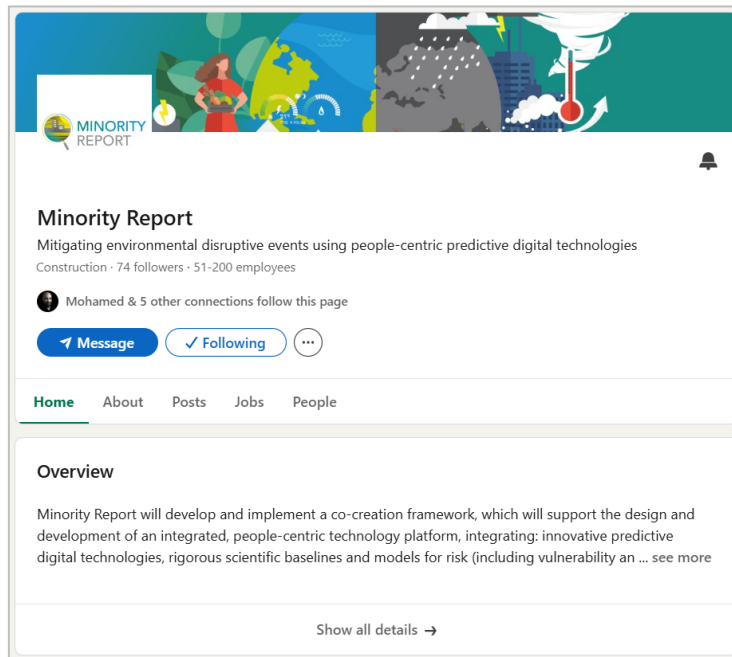 MINORITY
REPORT
Minority Report
Mitigating environmental disruptive events using people-centric predictive digital technologies
Construction · 74 followers · 51-200 employees
Mohamed & 5 other connections follow this page
Message
Following
Home About Posts Jobs People
Overview
Minority Report will develop and implement a co-creation framework, which will support the design and
development of an integrated, people-centric technology platform, integrating: innovative predictive
digital technologies, rigorous scientific baselines and models for risk (including vulnerability an ... see more
Show all details →